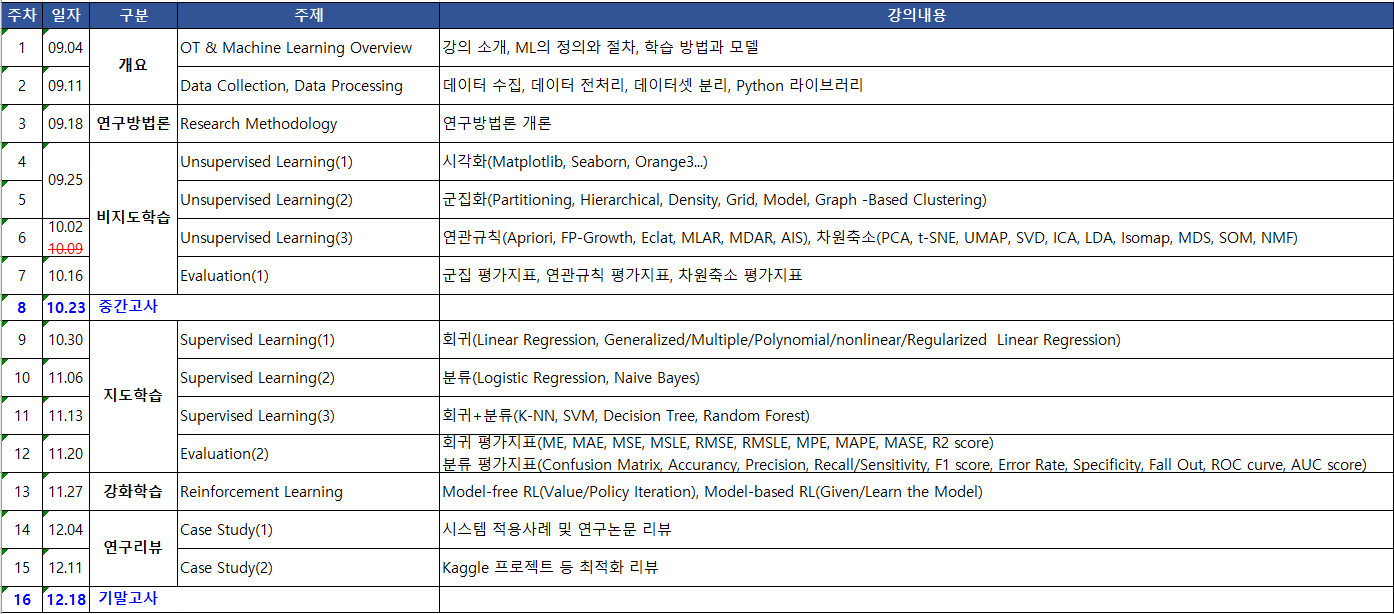 주차 일자 구분 주제 강의내용
1 09.04 개요 OT & Machine Learning Overview 강의 소개, ML의 정의와 절차, 학습 방법과 모델
2 09.11 Data Collection, Data Processing 데이터 수집, 데이터 전처리, 데이터셋 분리, Python 라이브러리
3 09.18 연구방법론 Research Methodology 연구방법론 개론
4 09.25 비지도학습 Unsupervised Learning(1) 시각화(Matplotlib, Seaborn, Orange3...)
5 Unsupervised Learning(2) 군집화(Partitioning, Hierarchical, Density, Grid, Model, Graph -Based Clustering)
6 10.02 10.09 Unsupervised Learning(3) 연관규칙(Apriori, FP-Growth, Eclat, MLAR, MDAR, AIS), 차원축소(PCA, t-SNE, UMAP, SVD, ICA, LDA, Isomap, MDS, SOM, NMF)
7 10.16 Evaluation(1) 군집 평가지표, 연관규칙 평가지표, 차원축소 평가지표
8 10.23 중간고사
9 10.30 지도학습 Supervised Learning(1) 회귀(Linear Regression, Generalized/Multiple/Polynomial/nonlinear/Regularized  Linear Regression)
10 11.06 Supervised Learning(2) 분류(Logistic Regression, Naive Bayes)
11 11.13 Supervised Learning(3) 회귀+분류(K-NN, SVM, Decision Tree, Random Forest)
12 11.20 Evaluation(2) 회귀 평가지표(ME, MAE, MSE, MSLE, RMSE, RMSLE, MPE, MAPE, MASE, R2 score)
분류 평가지표(Confusion Matrix, Accurancy, Precision, Recall/Sensitivity, F1 score, Error Rate, Specificity, Fall Out, ROC curve, AUC score)
13 11.27 강화학습 Reinforcement Learning Model-free RL(Value/Policy Iteration), Model-based RL(Given/Learn the Model)
14 12.04 연구리뷰 Case Study(1) 시스템 적용사례 및 연구논문 리뷰
15 12.11 Case Study(2) Kaggle 프로젝트 등 최적화 리뷰
16 12.18 기말고사